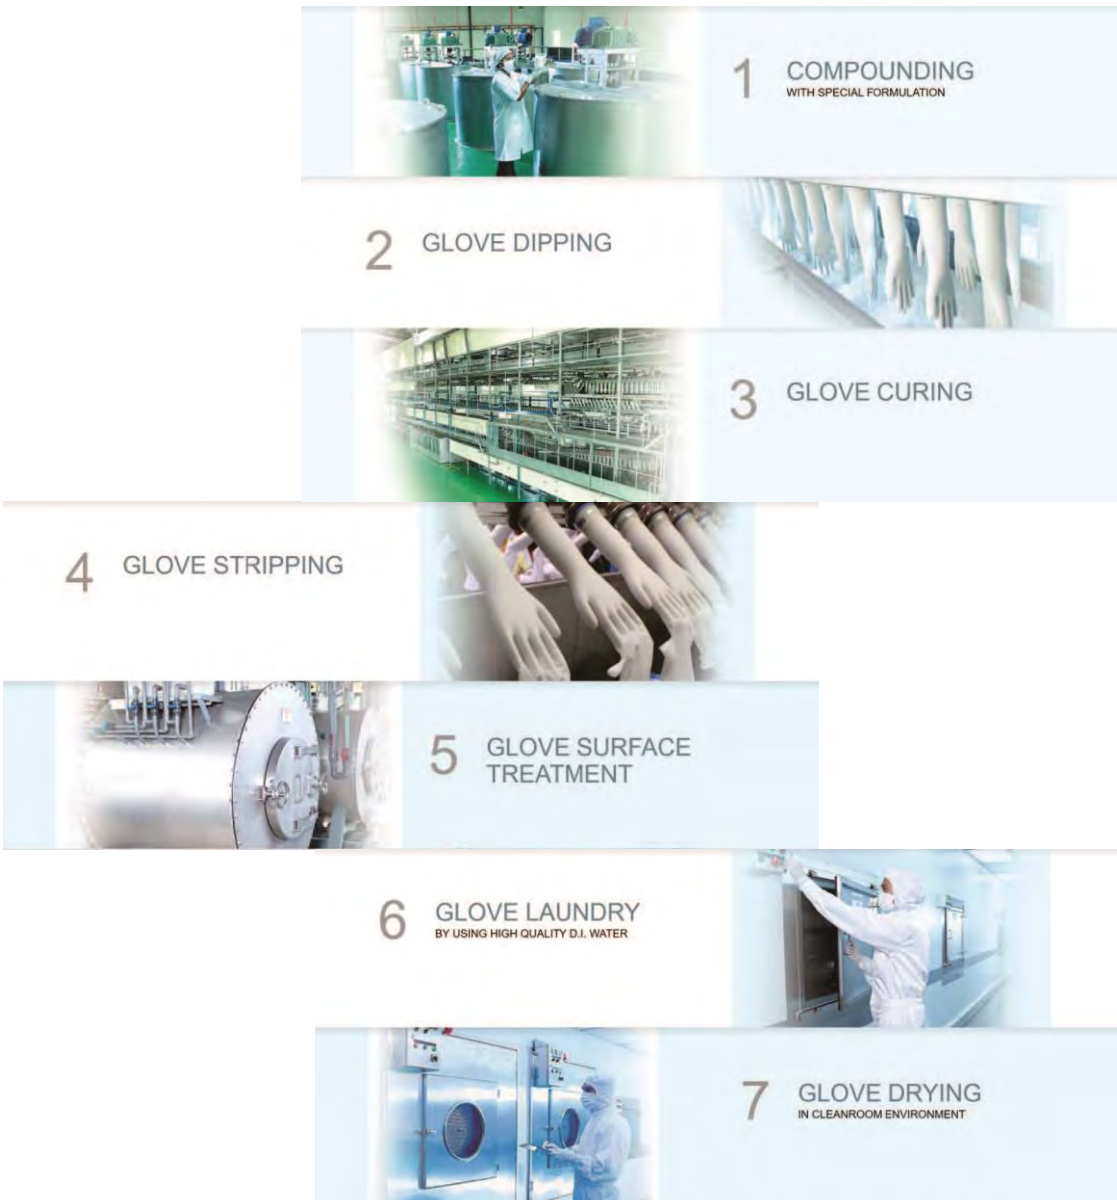 1 COMPOUNDING
WITH SPECIAL FORMULATION
2 GLOVE DIPPING
3 GLOVE CURING
4 GLOVE STRIPPING
5 GLOVE SURFACE
TREATMENT
6 GLOVE LAUNDRY
BY USING HIGH QUALITY D.I. WATER
7 GLOVE DRYING
IN CLEANROOM ENVIRONMENT